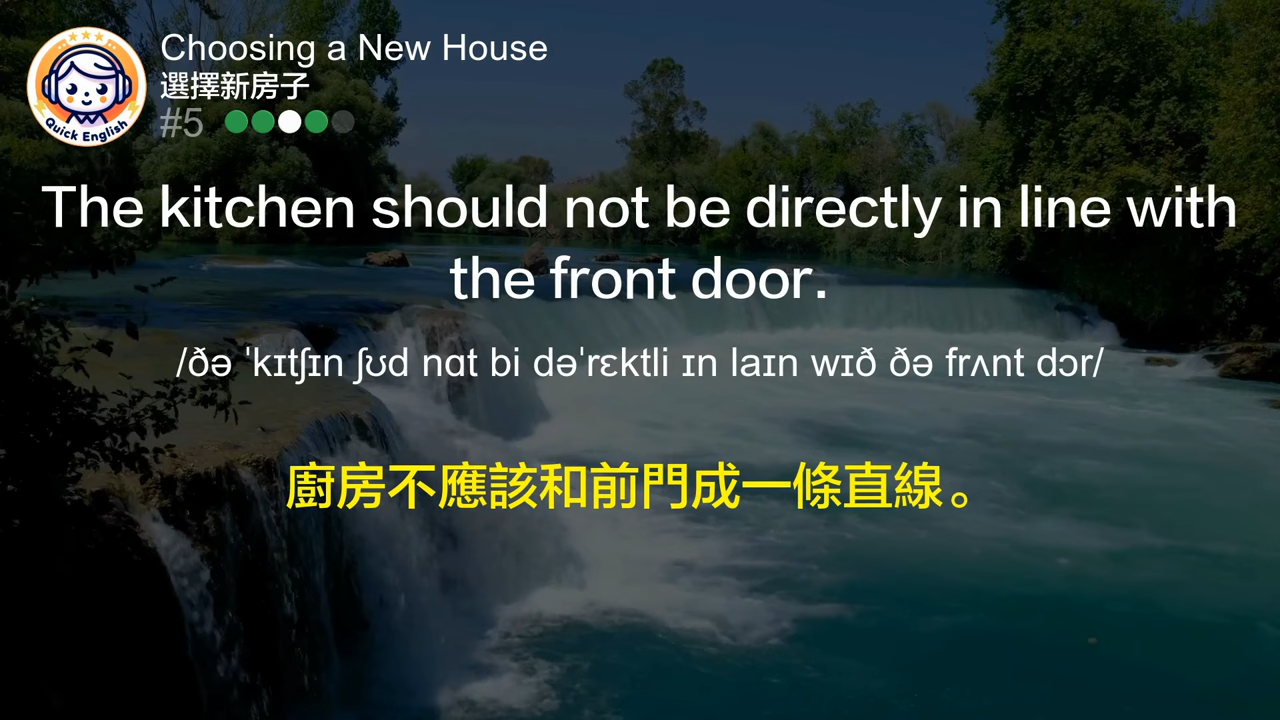 Choosing a New House
選擇新房子
#5
Quick English
The kitchen should not be directly in line with
the front door.
/ðə ˈkɪtʃɪn ʃʊd nɑt bi dəˈrɛktli ɪn laɪn wɪð ðə frʌnt dɔr/
廚房不應該和前門成一條直線。